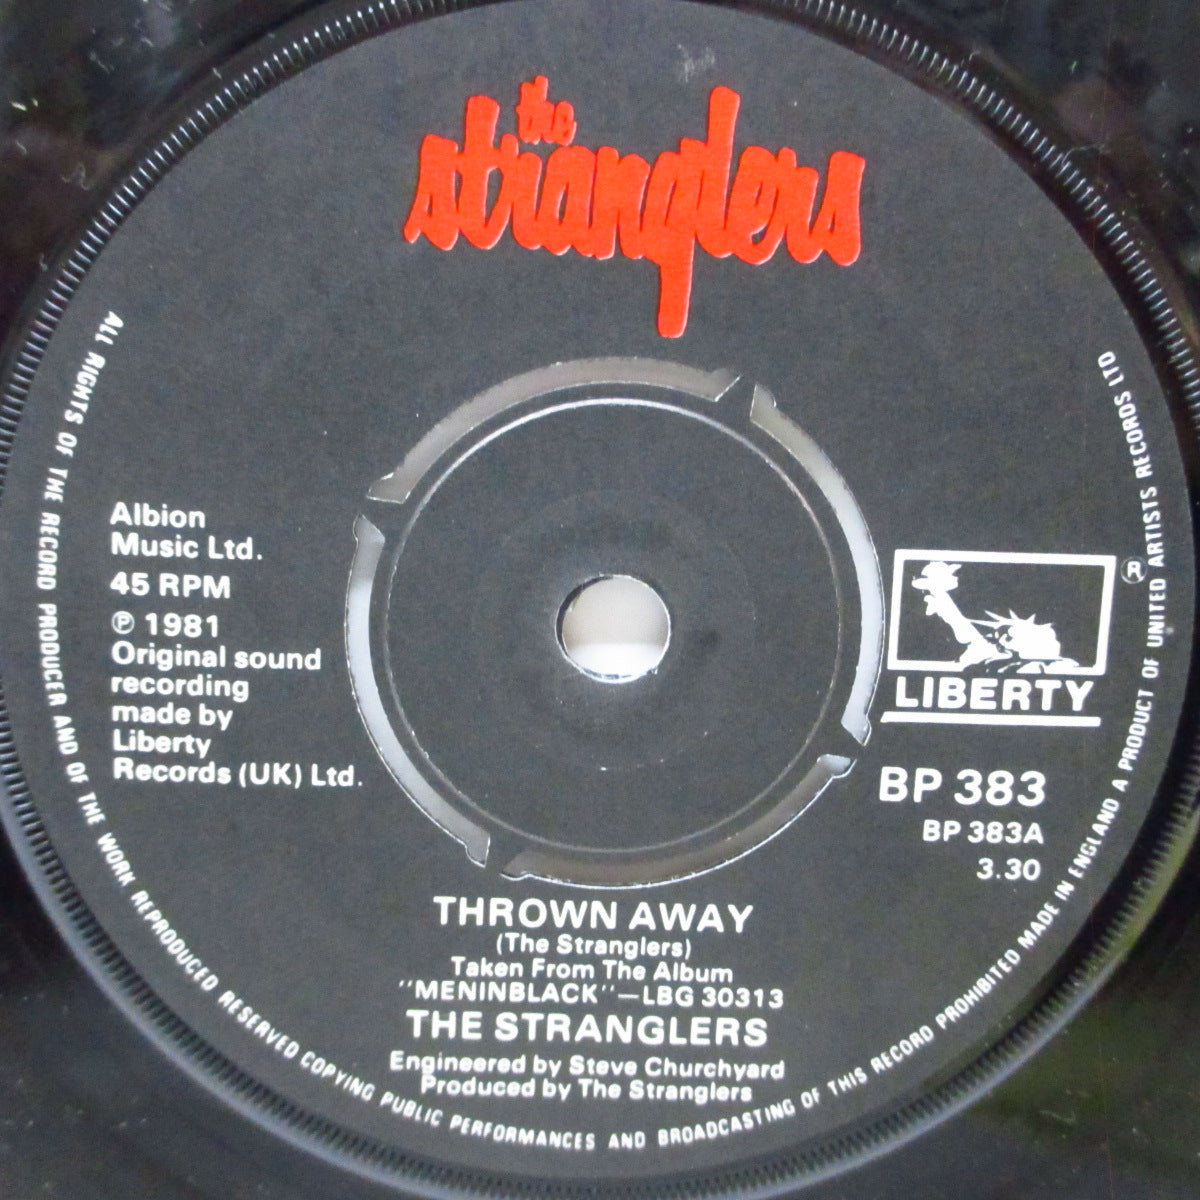 the
stranglers
Albion
Music Ltd.
45 RPM
℗ 1981
Original sound
recording
made by
Liberty
Records (UK) Ltd.
®
LIBERTY
BP 383
BP 383A
3.30
THROWN AWAY
(The Stranglers)
Taken From The Album
"MENINBLACK"—LBG 30313
THE STRANGLERS
Engineered by Steve Churchyard
Produced by The Stranglers
ALL RIGHTS OF THE RECORD PRODUCER AND OF THE WORK REPRODUCED RESERVED COPYING PUBLIC PERFORMANCES AND BROADCASTING OF THIS RECORD PROHIBITED MADE IN ENGLAND A PRODUCT OF UNITED ARTISTS RECORDS LTD